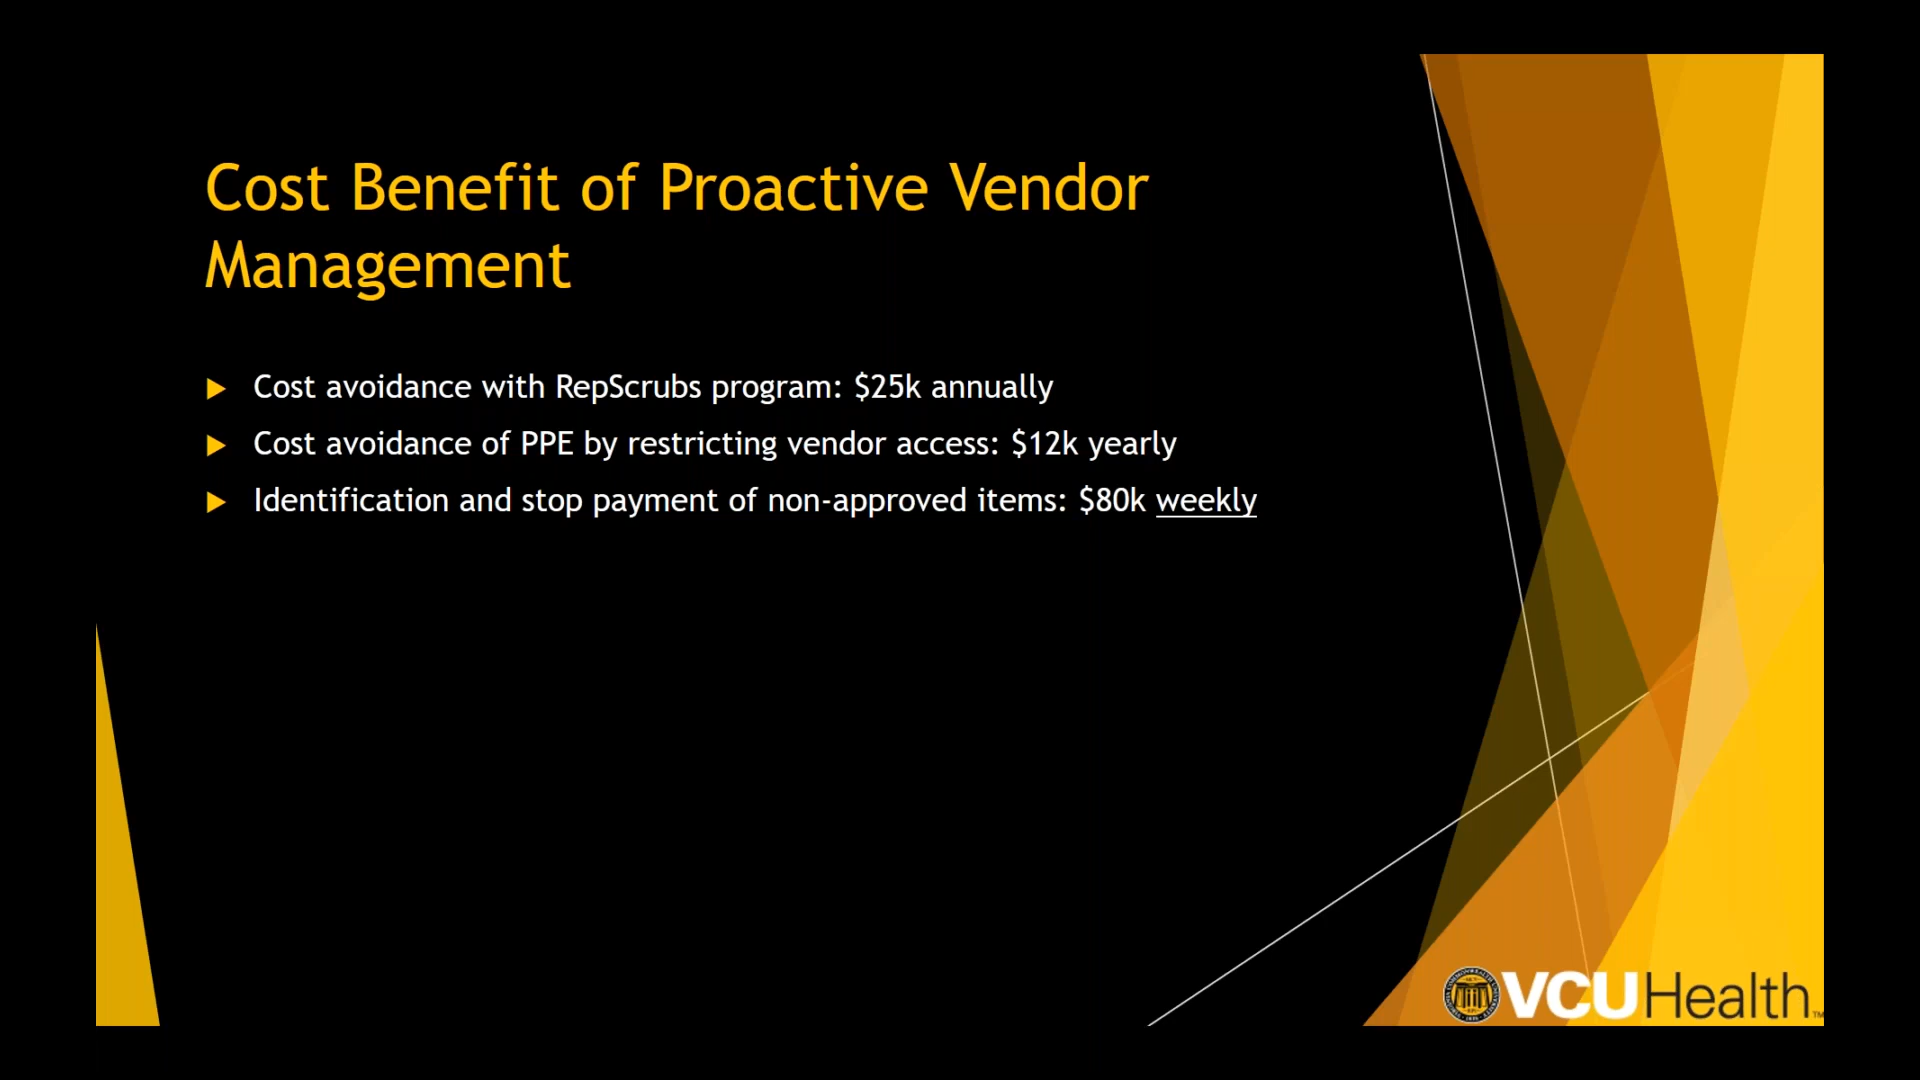 Cost Benefit of Proactive Vendor
Management
Cost avoidance with RepScrubs program: $25k annually
Cost avoidance of PPE by restricting vendor access: $12k yearly
Identification and stop payment of non-approved items: $80k weekly
VCUHealth™